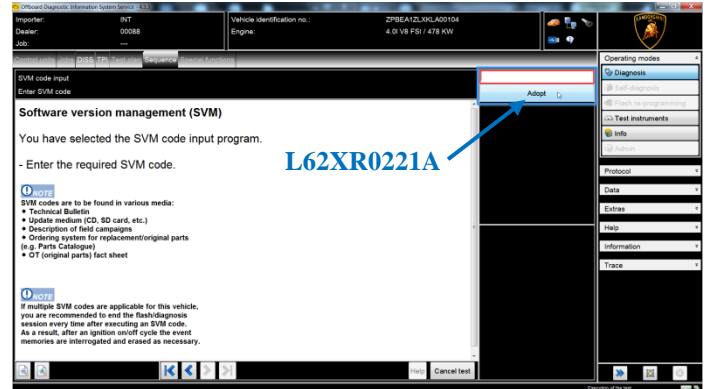 Offboard Diagnostic Information System Service - 4.3.3
Importer: INT
Dealer: 00088
Job: ---
Vehicle identification no.: ZPBEA1ZLXKLA00104
Engine: 4.0l V8 FSI / 478 KW
Control units Jobs DISS TPI Test plan Sequence Special functions
SVM code input
Enter SVM code
Adopt
Software version management (SVM)
You have selected the SVM code input program.
- Enter the required SVM code.
L62XR0221A
NOTE
SVM codes are to be found in various media:
• Technical Bulletin
• Update medium (CD, SD card, etc.)
• Description of field campaigns
• Ordering system for replacement/original parts
(e.g. Parts Catalogue)
• OT (original parts) fact sheet
NOTE
If multiple SVM codes are applicable for this vehicle,
you are recommended to end the flash/diagnosis
session every time after executing an SVM code.
As a result, after an ignition on/off cycle the event
memories are interrogated and erased as necessary.
Help
Cancel test
Operating modes
Diagnosis
Self-diagnosis
Flash re-programming
Test instruments
Info
Admin
Protocol
Data
Extras
Help
Information
Trace
Execution of the test